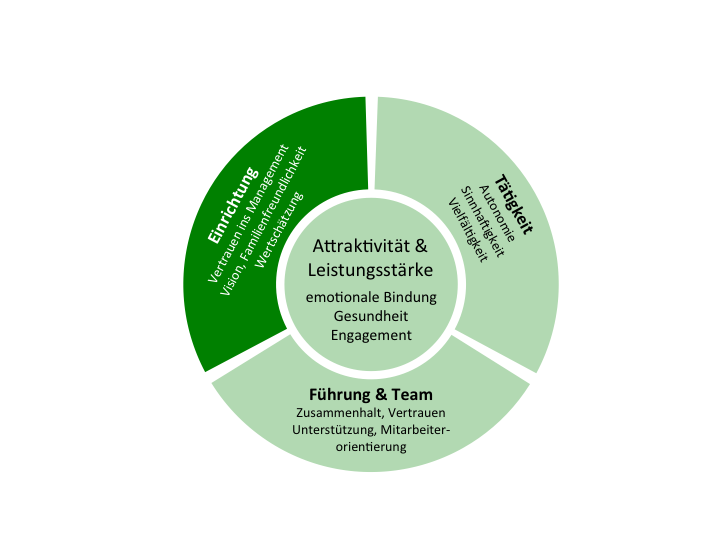 Einrichtung
Vertrauen ins Management
Vision, Familienfreundlichkeit
Wertschätzung
Tätigkeit
Autonomie
Sinnhaftigkeit
Vielfältigkeit
Attraktivität &
Leistungsstärke
emotionale Bindung
Gesundheit
Engagement
Führung & Team
Zusammenhalt, Vertrauen
Unterstützung, Mitarbeiter-
orientierung